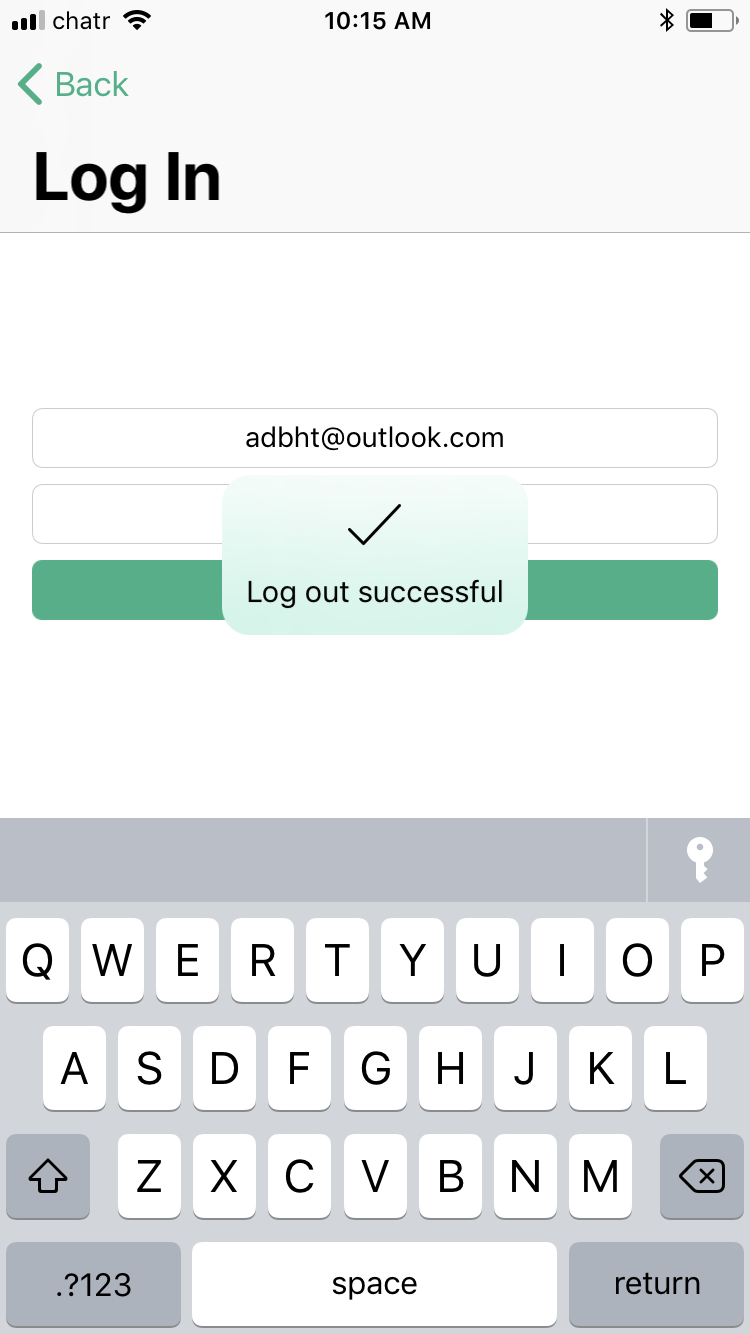 chatr 10:15 AM
Back
Log In
adbht@outlook.com
Log out successful
Q W E R T Y U I O P
A S D F G H J K L
Z X C V B N M
.?123 space return